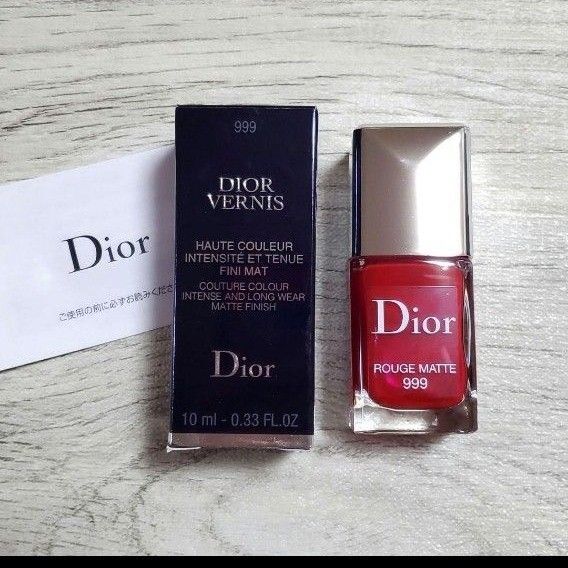 Dior
ご使用の前に必ずお読みくださ
999
DIOR
VERNIS
HAUTE COULEUR
INTENSITÉ ET TENUE
FINI MAT
COUTURE COLOUR
INTENSE AND LONG WEAR
MATTE FINISH
Dior
10 ml - 0.33 FL.OZ
Dior
ROUGE MATTE
999